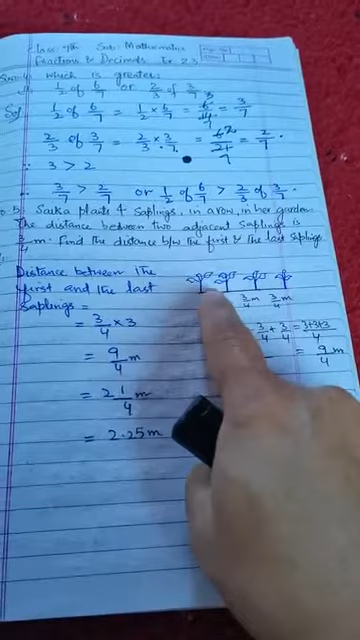 Class-7th Sub: Mathematics
Fractions & Decimals Ex 2.3
which is greater:
1/2 of 6/7 or 2/3 of 3/7
Sol 1/2 of 6/7 = 1/2 × 6/7 = 6/14 = 3/7
2/3 of 3/7 = 2/3 × 3/7 = 6/21 = 2/7.
∴ 3 > 2
∴ 3/7 > 2/7 or 1/2 of 6/7 > 2/3 of 3/7.
5. Saika plants 4 Saplings, in a row, in her garden.
The distance between two adjacent Saplings is
3/4 m. Find the distance b/w the first & the last Saplings
Distance between the
first and the last
Saplings =
3/4 m 3/4 m
= 3/4 × 3
3/4 + 3/4 = 3+3+3/4
= 9/4 m
= 9/4 m
= 2 1/4 m
= 2.25m